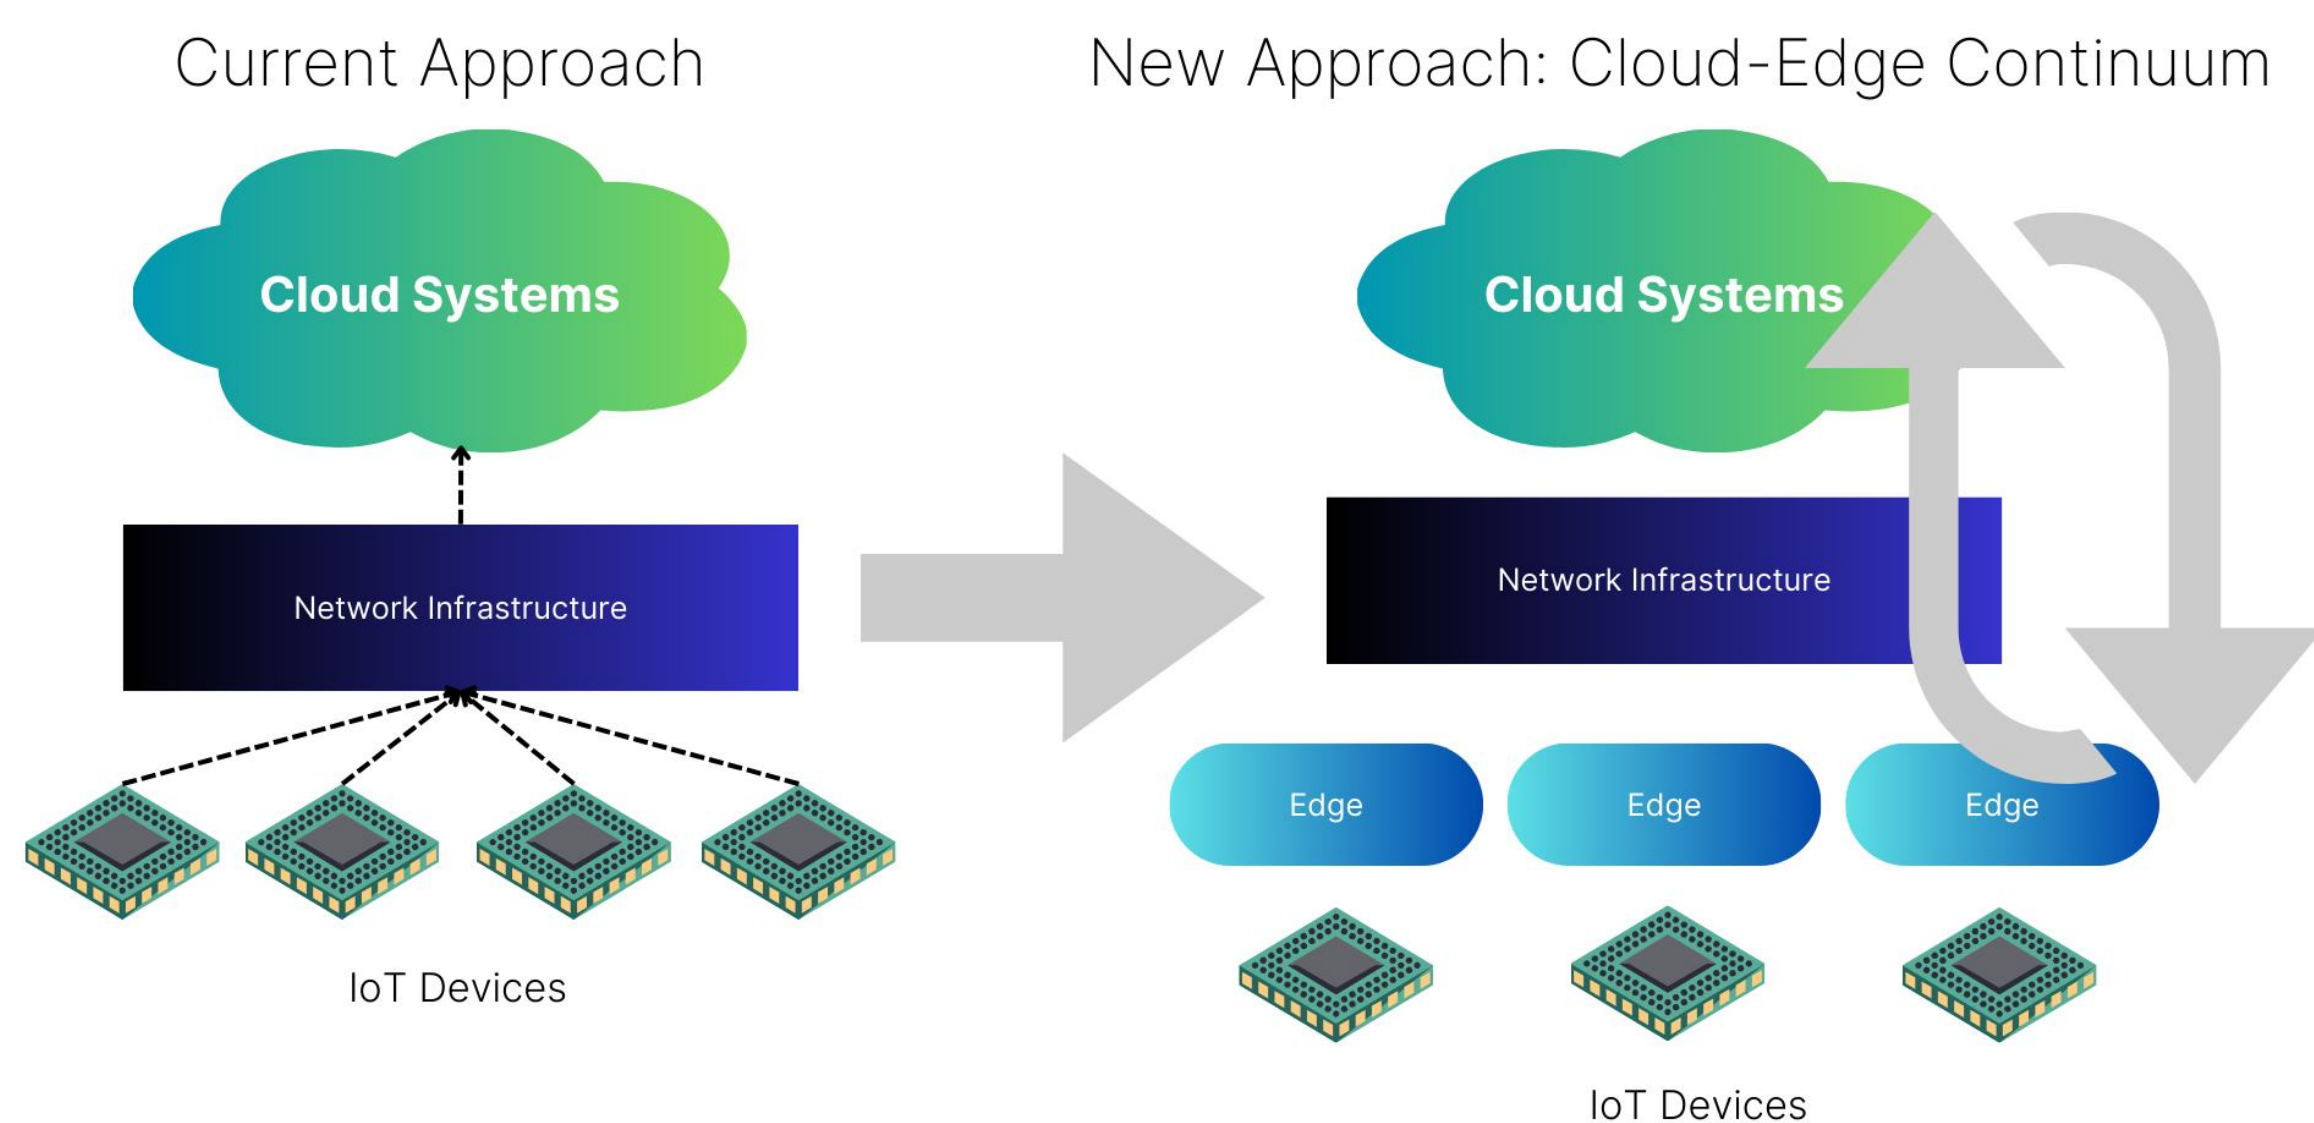 Current Approach
Cloud Systems
Network Infrastructure
IoT Devices
New Approach: Cloud-Edge Continuum
Cloud Systems
Network Infrastructure
Edge
Edge
Edge
IoT Devices